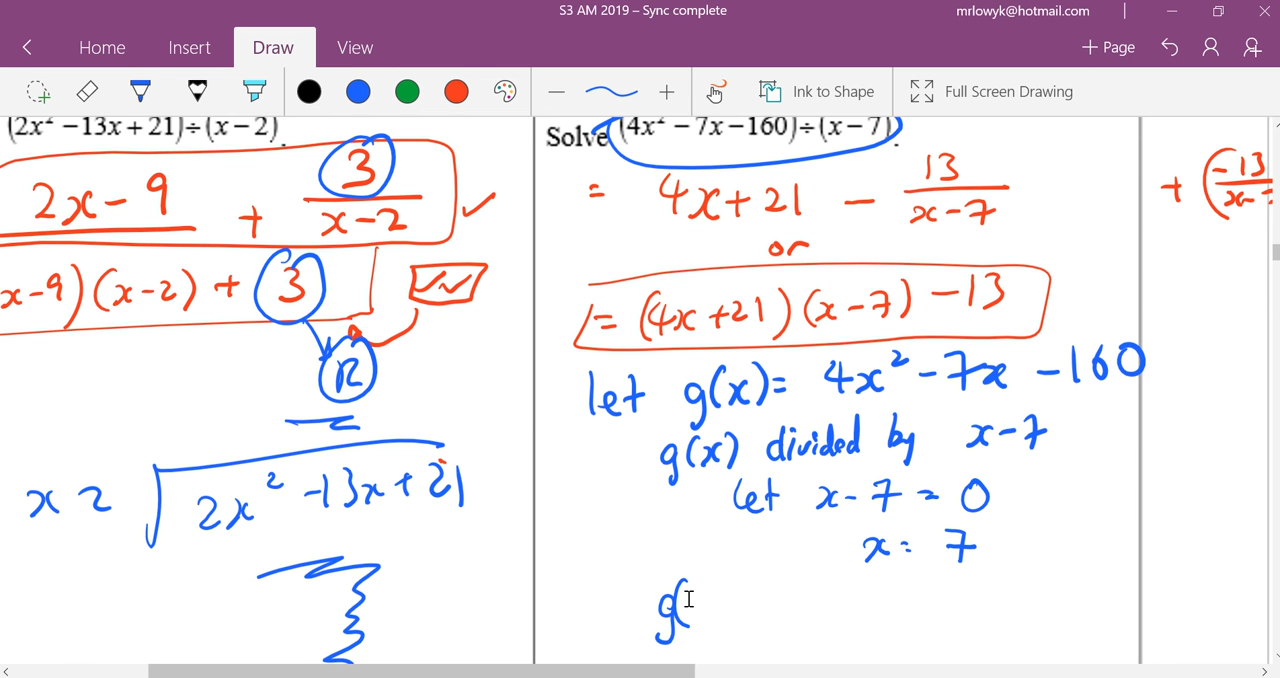 S3 AM 2019 – Sync complete
mrlowyk@hotmail.com
Home Insert Draw View
Page
Ink to Shape
Full Screen Drawing
(2x² −13x + 21) ÷ (x − 2).
2x − 9 + 3/(x − 2)
x − 9)(x − 2) + 3
R
x 2 √ 2x² − 13x + 21
Solve (4x² − 7x − 160) ÷ (x − 7).
= 4x + 21 − 13/(x − 7)
or
= (4x + 21)(x − 7) − 13
let g(x) = 4x² − 7x − 160
g(x) divided by x − 7
let x − 7 = 0
x = 7
g(
+ (−13